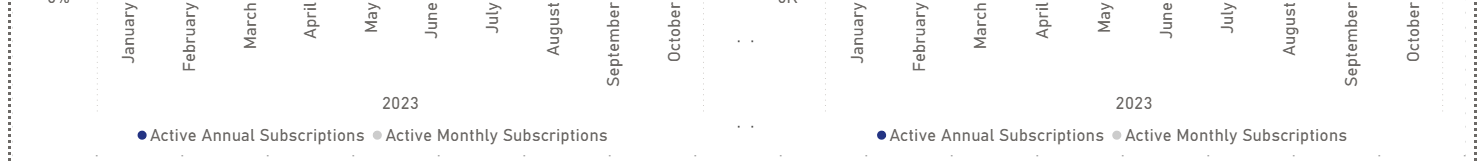 January February March April May June July August September October
2023
Active Annual Subscriptions Active Monthly Subscriptions
January February March April May June July August September October
2023
Active Annual Subscriptions Active Monthly Subscriptions